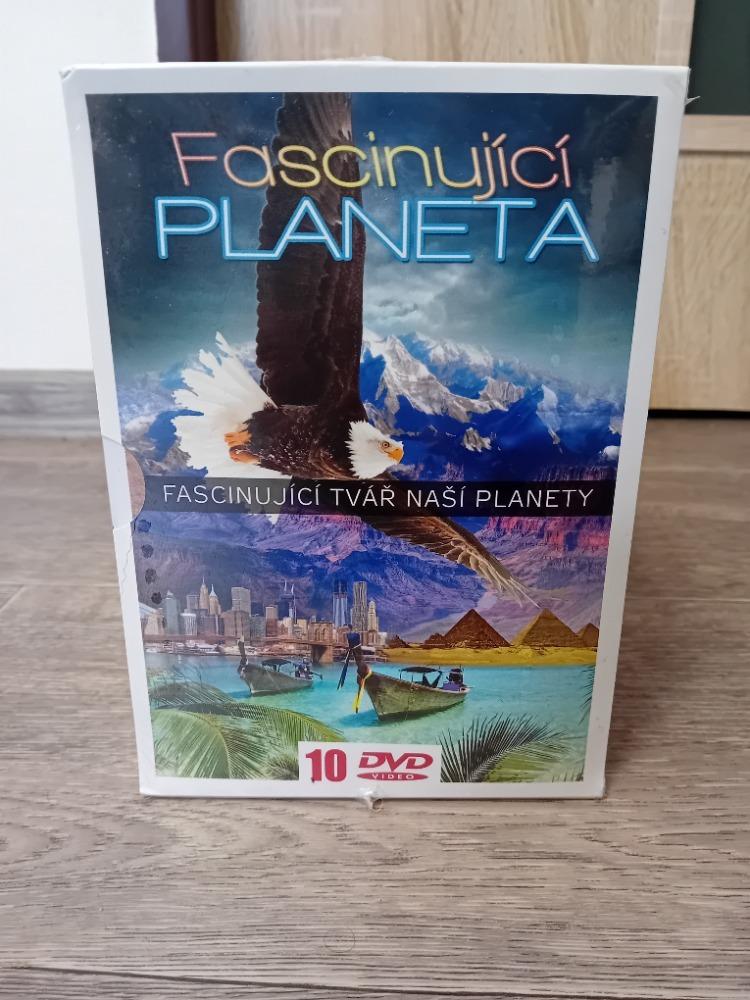 Fascinující
PLANETA
FASCINUJÍCÍ TVÁŘ NAŠÍ PLANETY
10 DVD
VIDEO